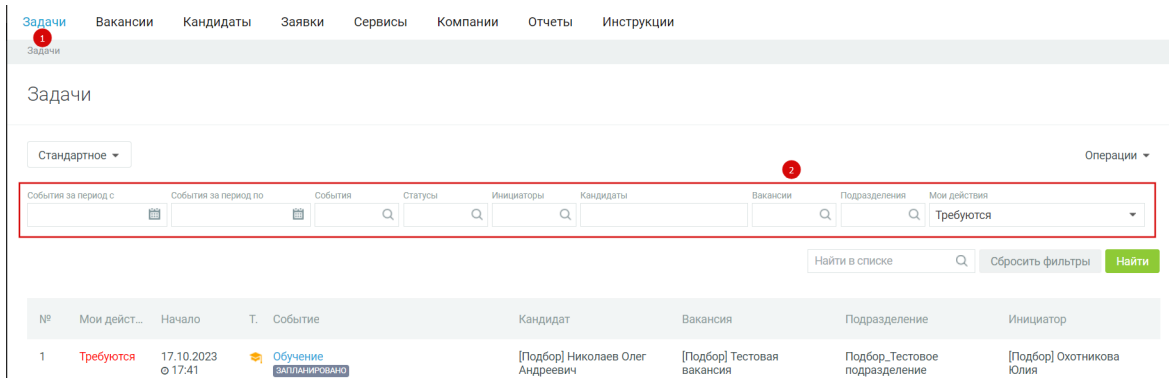 Задачи Вакансии Кандидаты Заявки Сервисы Компании Отчеты Инструкции
1
Задачи
Задачи
Стандартное
Операции
2
События за период с События за период по События Статусы Инициаторы Кандидаты Вакансии Подразделения Мои действия
Требуются
Найти в списке Сбросить фильтры Найти
№ Мои дейст... Начало Т. Событие Кандидат Вакансия Подразделение Инициатор
1 Требуются 17.10.2023 Обучение [Подбор] Николаев Олег [Подбор] Тестовая Подбор_Тестовое [Подбор] Охотникова
17:41 ЗАПЛАНИРОВАНО Андреевич вакансия подразделение Юлия